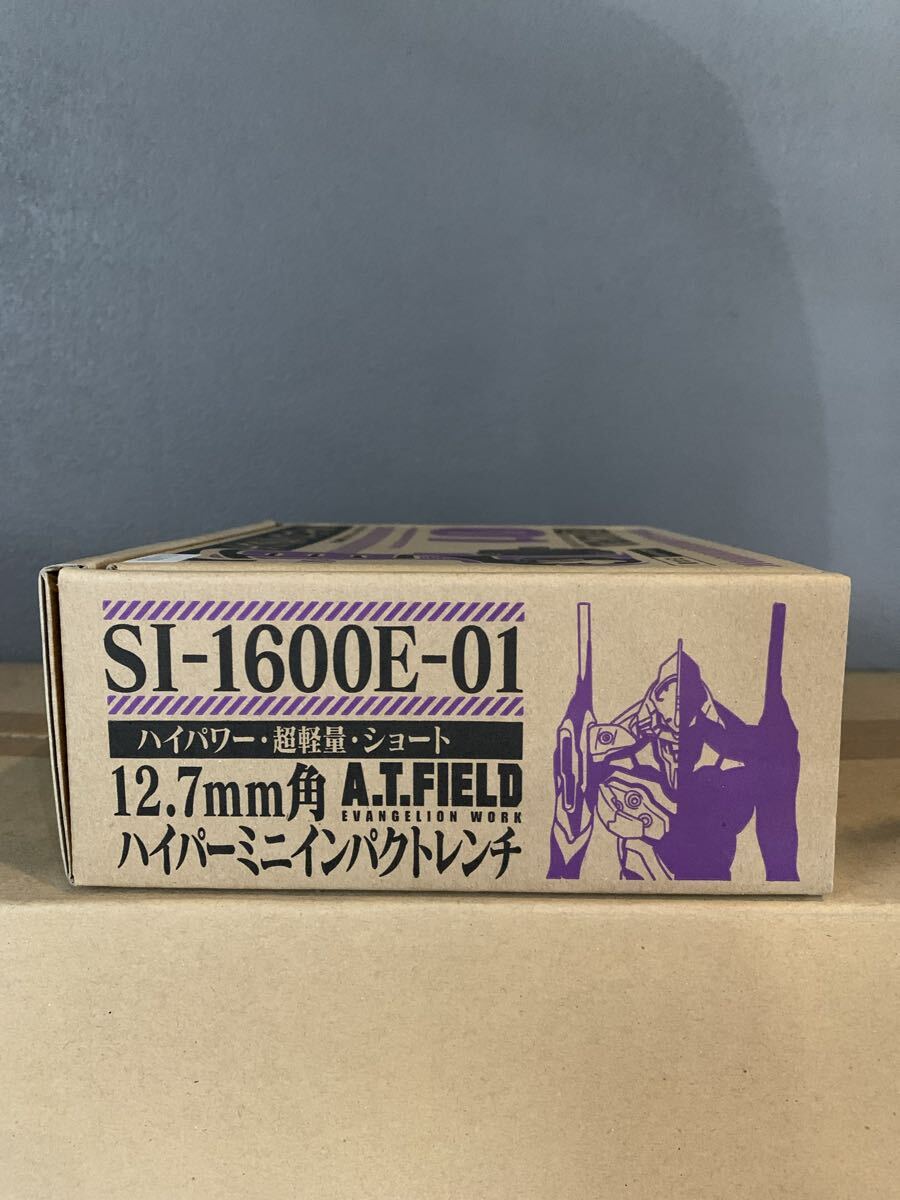 SI-1600E-01
ハイパワー・超軽量・ショート
12.7mm角 A.T.FIELD
EVANGELION WORK
ハイパーミニインパクトレンチ